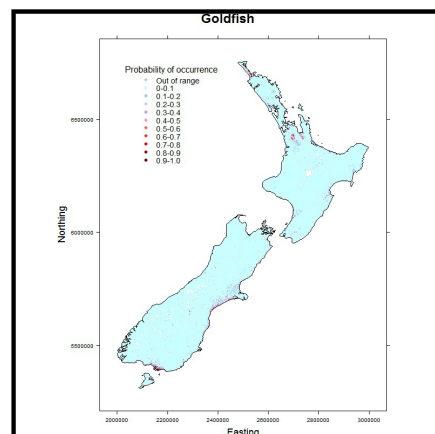 Goldfish
Probability of occurrence
Out of range
0-0.1
0.1-0.2
0.2-0.3
0.3-0.4
0.4-0.5
0.5-0.6
0.6-0.7
0.7-0.8
0.8-0.9
0.9-1.0
Northing
6500000
6000000
5500000
2000000 2200000 2400000 2600000 2800000 3000000
Easting